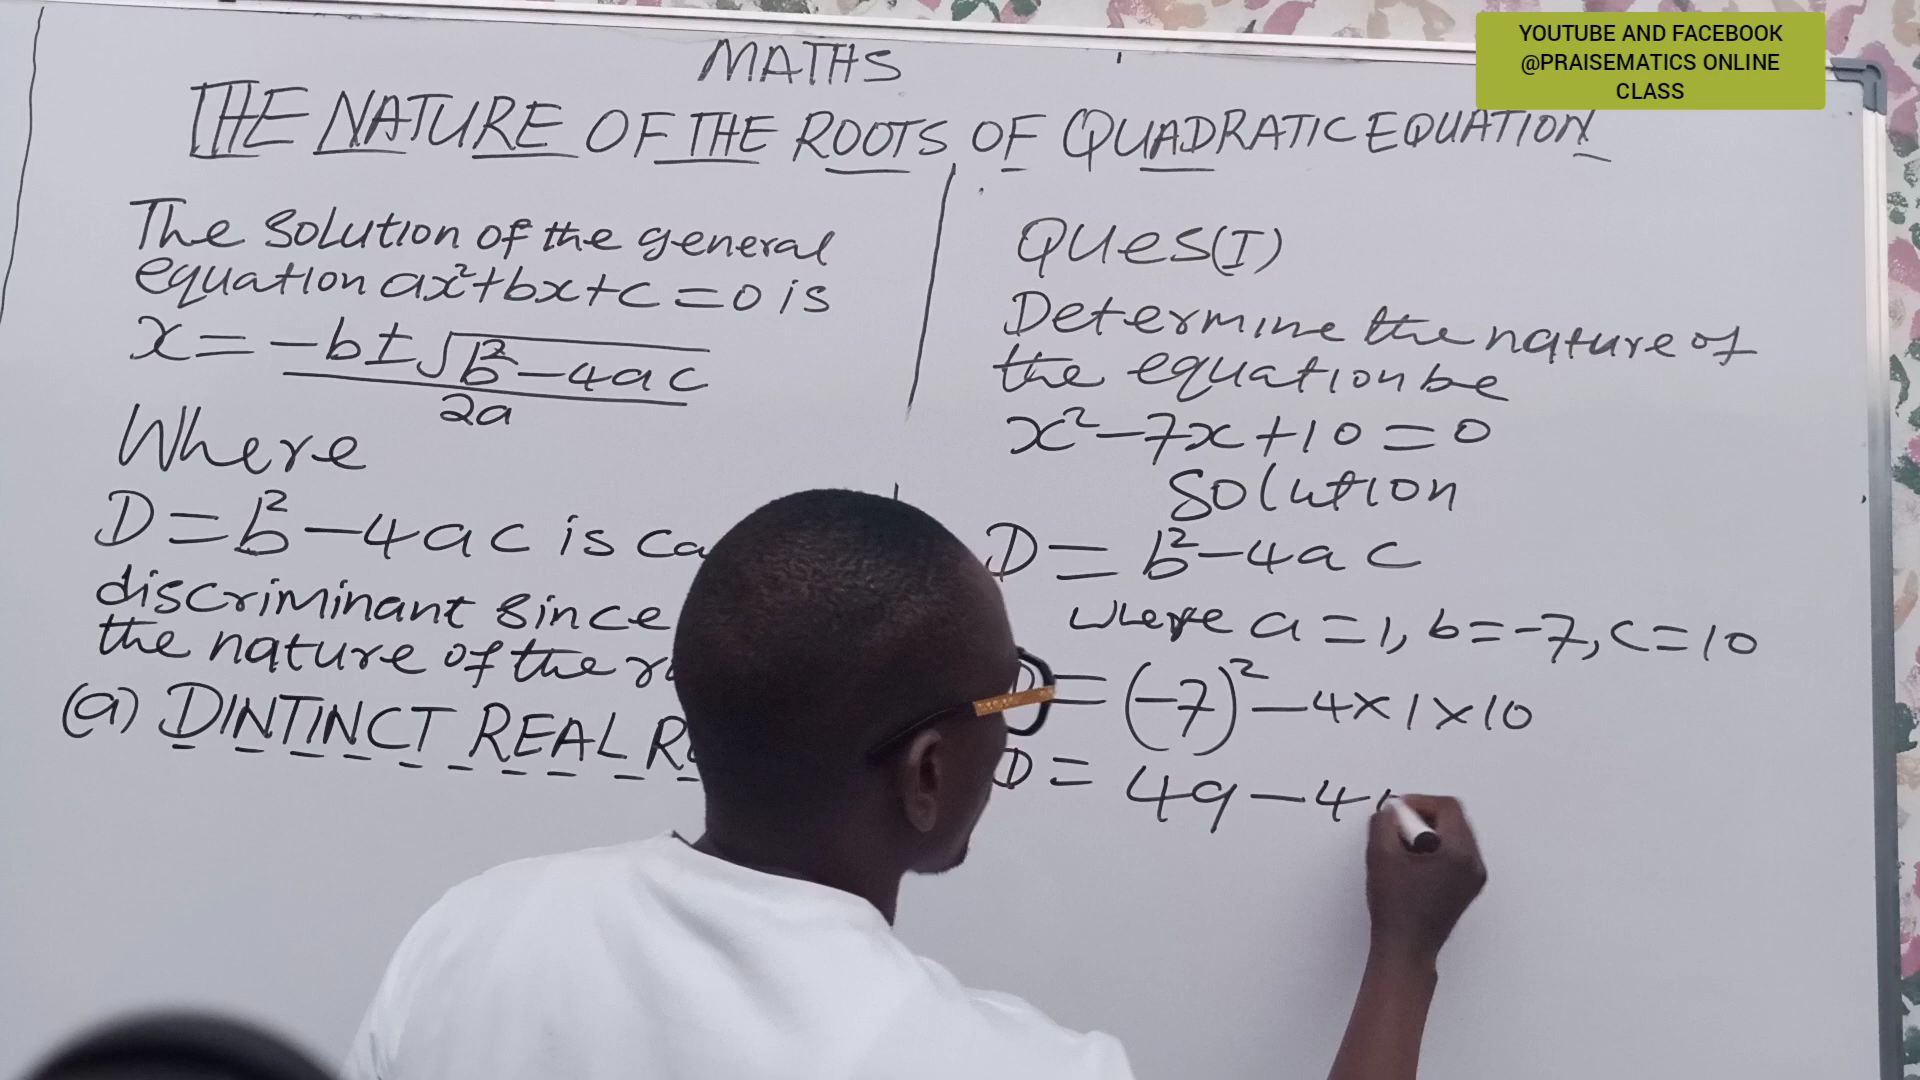 YOUTUBE AND FACEBOOK
@PRAISEMATICS ONLINE
CLASS
MATHS
THE NATURE OF THE ROOTS OF QUADRATIC EQUATION
The solution of the general
equation ax²+bx+c=0 is
x = -b±√b²-4ac
2a
Where
D = b²-4ac is
discriminant since
the nature of the
(a) DINTINCT REAL
QUES(I)
Determine the nature of
the equation be
x²-7x+10=0
Solution
D = b²-4ac
where a=1, b=-7, c=10
D = (-7)²-4×1×10
D = 49-4